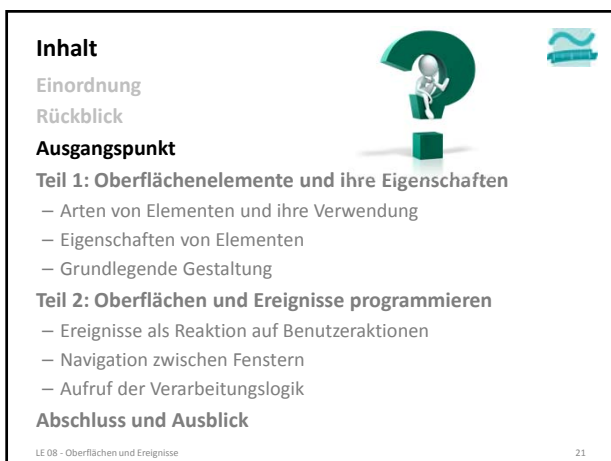 Inhalt
Einordnung
Rückblick
Ausgangspunkt
Teil 1: Oberflächenelemente und ihre Eigenschaften
– Arten von Elementen und ihre Verwendung
– Eigenschaften von Elementen
– Grundlegende Gestaltung
Teil 2: Oberflächen und Ereignisse programmieren
– Ereignisse als Reaktion auf Benutzeraktionen
– Navigation zwischen Fenstern
– Aufruf der Verarbeitungslogik
Abschluss und Ausblick
LE 08 - Oberflächen und Ereignisse
21